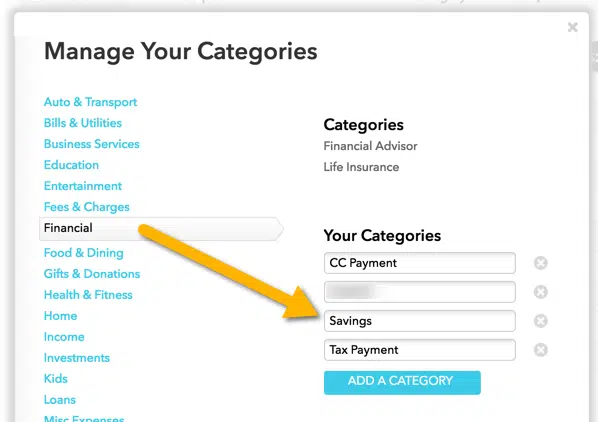 Manage Your Categories
Auto & Transport
Bills & Utilities
Business Services
Education
Entertainment
Fees & Charges
Financial
Food & Dining
Gifts & Donations
Health & Fitness
Home
Income
Investments
Kids
Loans
Misc Expenses
Categories
Financial Advisor
Life Insurance
Your Categories
CC Payment
Savings
Tax Payment
ADD A CATEGORY